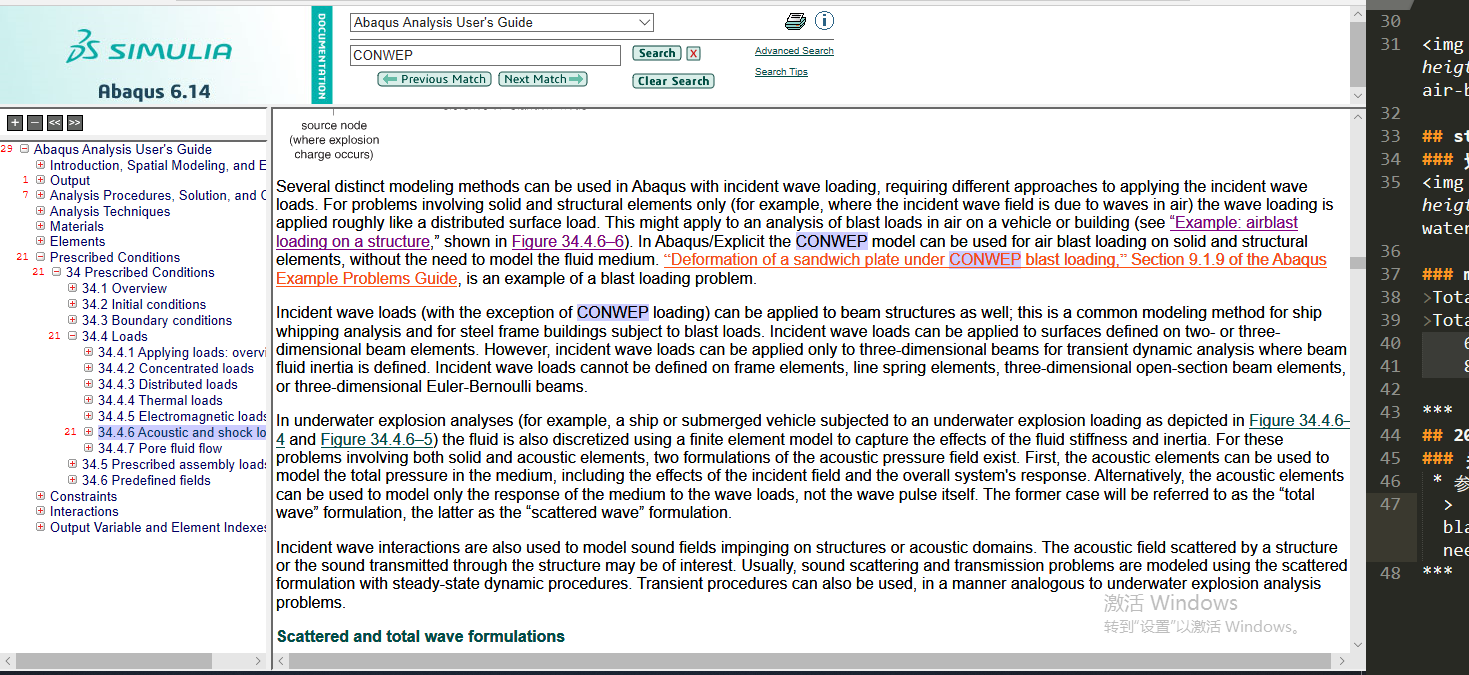 SIMULIA
Abaqus 6.14
DOCUMENTATION
Abaqus Analysis User's Guide
CONWEP
Search
X
Advanced Search
Previous Match
Next Match
Clear Search
Search Tips
+ − << >>
29 Abaqus Analysis User's Guide
Introduction, Spatial Modeling, and E
1 Output
7 Analysis Procedures, Solution, and C
Analysis Techniques
Materials
Elements
21 Prescribed Conditions
21 34 Prescribed Conditions
34.1 Overview
34.2 Initial conditions
34.3 Boundary conditions
21 34.4 Loads
34.4.1 Applying loads: overvi
34.4.2 Concentrated loads
34.4.3 Distributed loads
34.4.4 Thermal loads
34.4.5 Electromagnetic loads
21 34.4.6 Acoustic and shock lo
34.4.7 Pore fluid flow
34.5 Prescribed assembly loads
34.6 Predefined fields
Constraints
Interactions
Output Variable and Element Indexes
source node
(where explosion
charge occurs)
Several distinct modeling methods can be used in Abaqus with incident wave loading, requiring different approaches to applying the incident wave
loads. For problems involving solid and structural elements only (for example, where the incident wave field is due to waves in air) the wave loading is
applied roughly like a distributed surface load. This might apply to an analysis of blast loads in air on a vehicle or building (see “Example: airblast
loading on a structure,” shown in Figure 34.4.6–6). In Abaqus/Explicit the CONWEP model can be used for air blast loading on solid and structural
elements, without the need to model the fluid medium. “Deformation of a sandwich plate under CONWEP blast loading,” Section 9.1.9 of the Abaqus
Example Problems Guide, is an example of a blast loading problem.
Incident wave loads (with the exception of CONWEP loading) can be applied to beam structures as well; this is a common modeling method for ship
whipping analysis and for steel frame buildings subject to blast loads. Incident wave loads can be applied to surfaces defined on two- or three-
dimensional beam elements. However, incident wave loads can be applied only to three-dimensional beams for transient dynamic analysis where beam
fluid inertia is defined. Incident wave loads cannot be defined on frame elements, line spring elements, three-dimensional open-section beam elements,
or three-dimensional Euler-Bernoulli beams.
In underwater explosion analyses (for example, a ship or submerged vehicle subjected to an underwater explosion loading as depicted in Figure 34.4.6–
4 and Figure 34.4.6–5) the fluid is also discretized using a finite element model to capture the effects of the fluid stiffness and inertia. For these
problems involving both solid and acoustic elements, two formulations of the acoustic pressure field exist. First, the acoustic elements can be used to
model the total pressure in the medium, including the effects of the incident field and the overall system's response. Alternatively, the acoustic elements
can be used to model only the response of the medium to the wave loads, not the wave pulse itself. The former case will be referred to as the “total
wave” formulation, the latter as the “scattered wave” formulation.
Incident wave interactions are also used to model sound fields impinging on structures or acoustic domains. The acoustic field scattered by a structure
or the sound transmitted through the structure may be of interest. Usually, sound scattering and transmission problems are modeled using the scattered
formulation with steady-state dynamic procedures. Transient procedures can also be used, in a manner analogous to underwater explosion analysis
problems.
Scattered and total wave formulations
激活 Windows
转到“设置”以激活 Windows。
30
31 <img
heigt
air-b
32
33 ## st
34 ###
35 <img
heigt
water
36
37 ### m
38 >Tota
39 >Tota
40 6
41 8
42
43 ***
44 ## 20
45 ###
46 * 参
47 >
bla
nee
48 ***